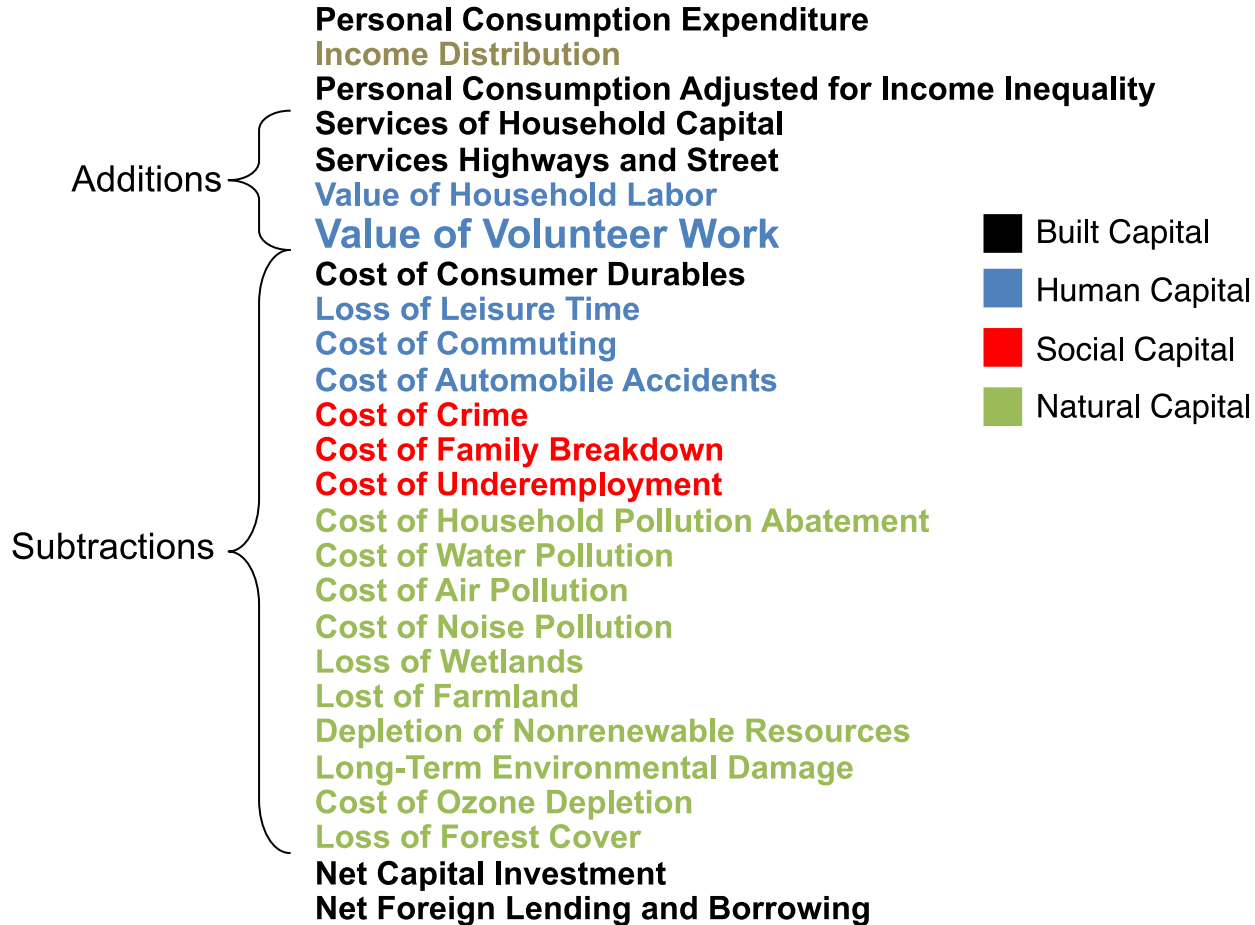 Personal Consumption Expenditure
Income Distribution
Personal Consumption Adjusted for Income Inequality
Additions
Services of Household Capital
Services Highways and Street
Value of Household Labor
Value of Volunteer Work
Subtractions
Cost of Consumer Durables
Loss of Leisure Time
Cost of Commuting
Cost of Automobile Accidents
Cost of Crime
Cost of Family Breakdown
Cost of Underemployment
Cost of Household Pollution Abatement
Cost of Water Pollution
Cost of Air Pollution
Cost of Noise Pollution
Loss of Wetlands
Lost of Farmland
Depletion of Nonrenewable Resources
Long-Term Environmental Damage
Cost of Ozone Depletion
Loss of Forest Cover
Net Capital Investment
Net Foreign Lending and Borrowing
Built Capital
Human Capital
Social Capital
Natural Capital